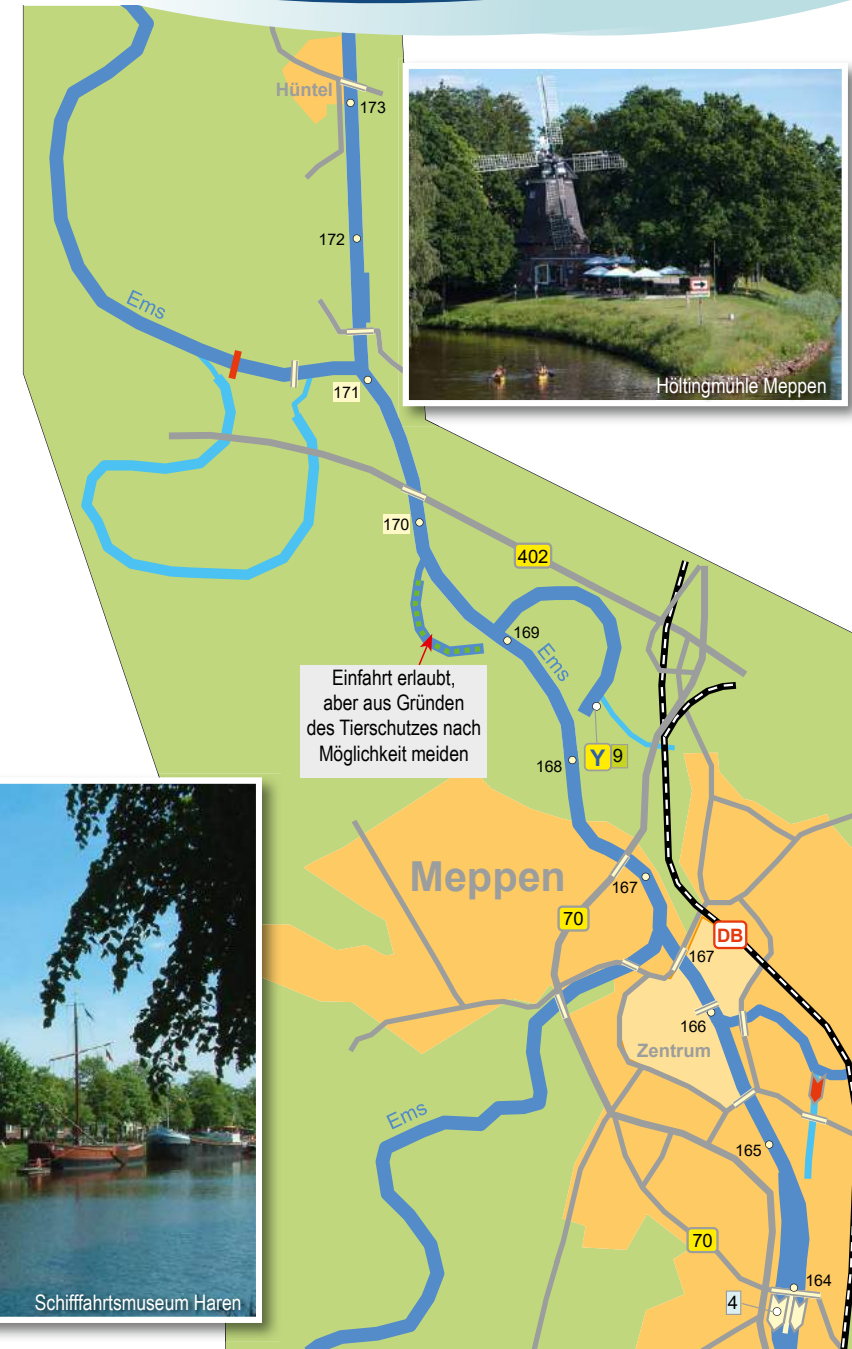 Hüntel
173
172
Höltingmühle Meppen
Ems
171
170
402
169
Ems
Einfahrt erlaubt,
aber aus Gründen
des Tierschutzes nach
Möglichkeit meiden
168
Y 9
Meppen
167
70
DB
167
166
Zentrum
Ems
165
70
164
4
Schifffahrtsmuseum Haren